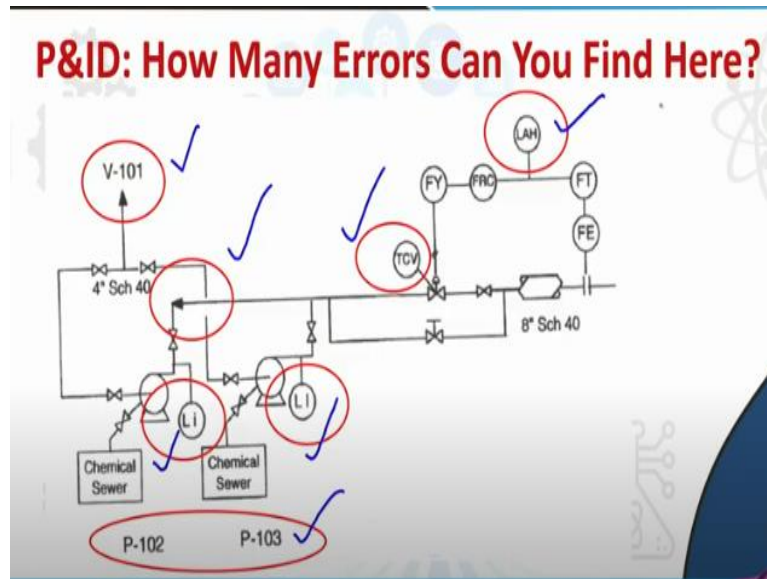 P&ID: How Many Errors Can You Find Here?
LAH
V-101
FY
FRC
FT
FE
TCV
4" Sch 40
8" Sch 40
Li
LI
Chemical
Sewer
Chemical
Sewer
P-102
P-103